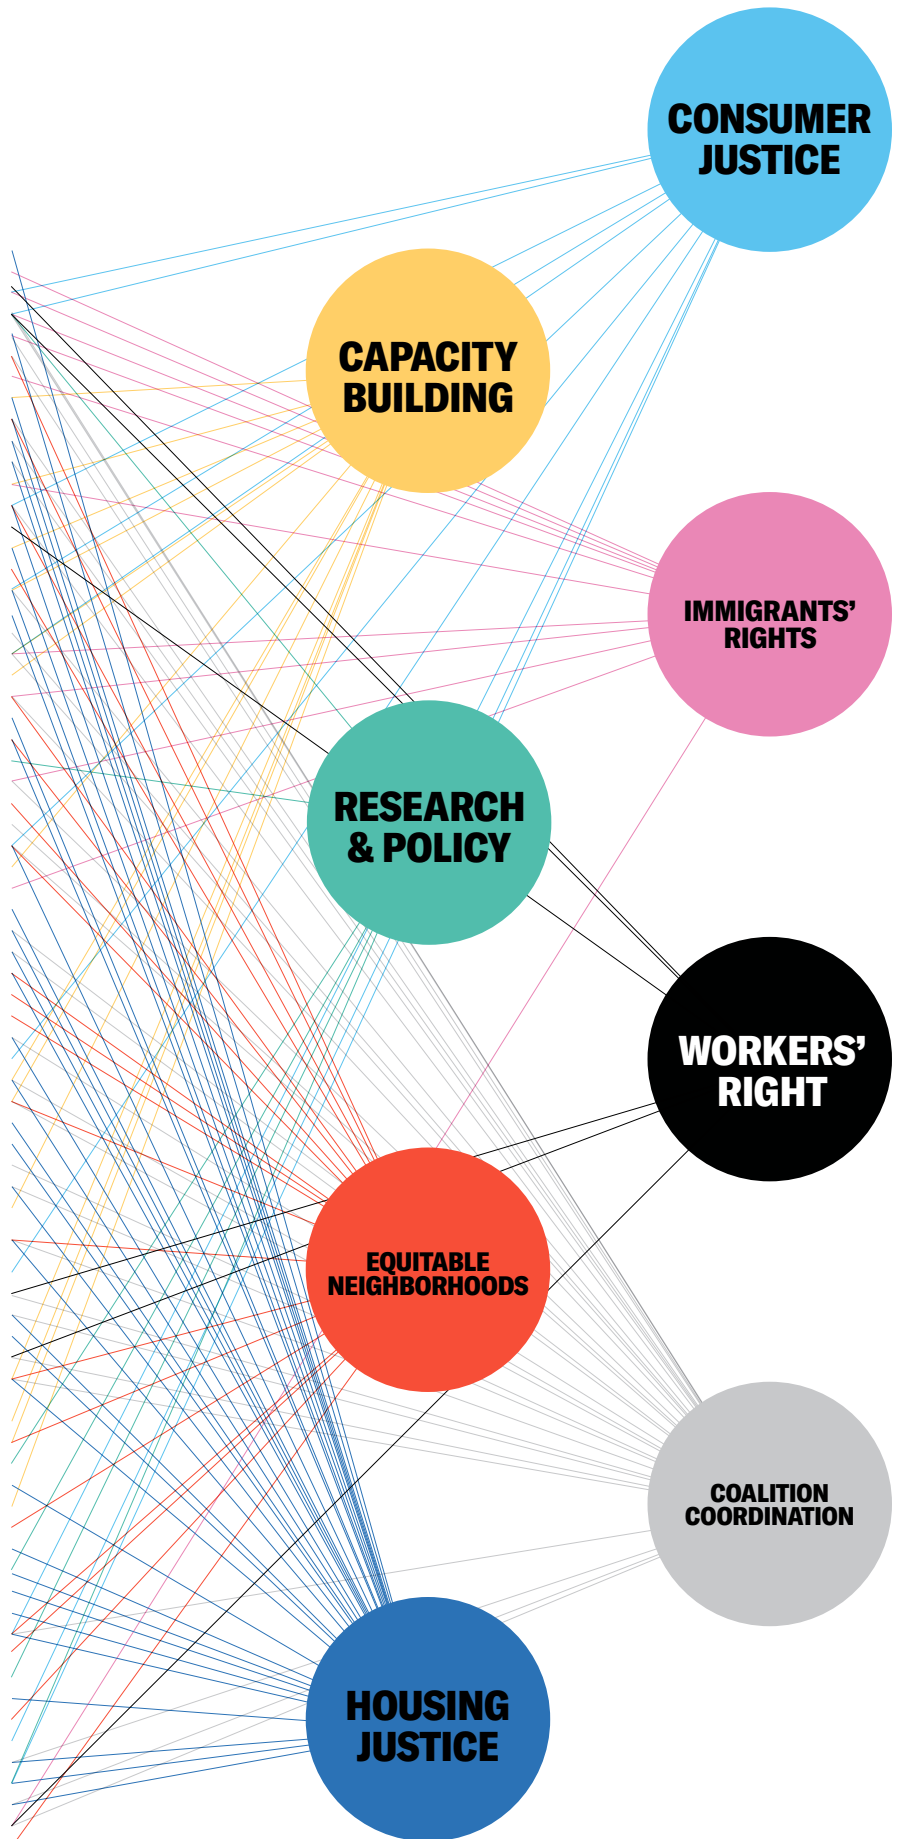 CONSUMER
JUSTICE
CAPACITY
BUILDING
IMMIGRANTS’
RIGHTS
RESEARCH
& POLICY
WORKERS’
RIGHT
EQUITABLE
NEIGHBORHOODS
COALITION
COORDINATION
HOUSING
JUSTICE